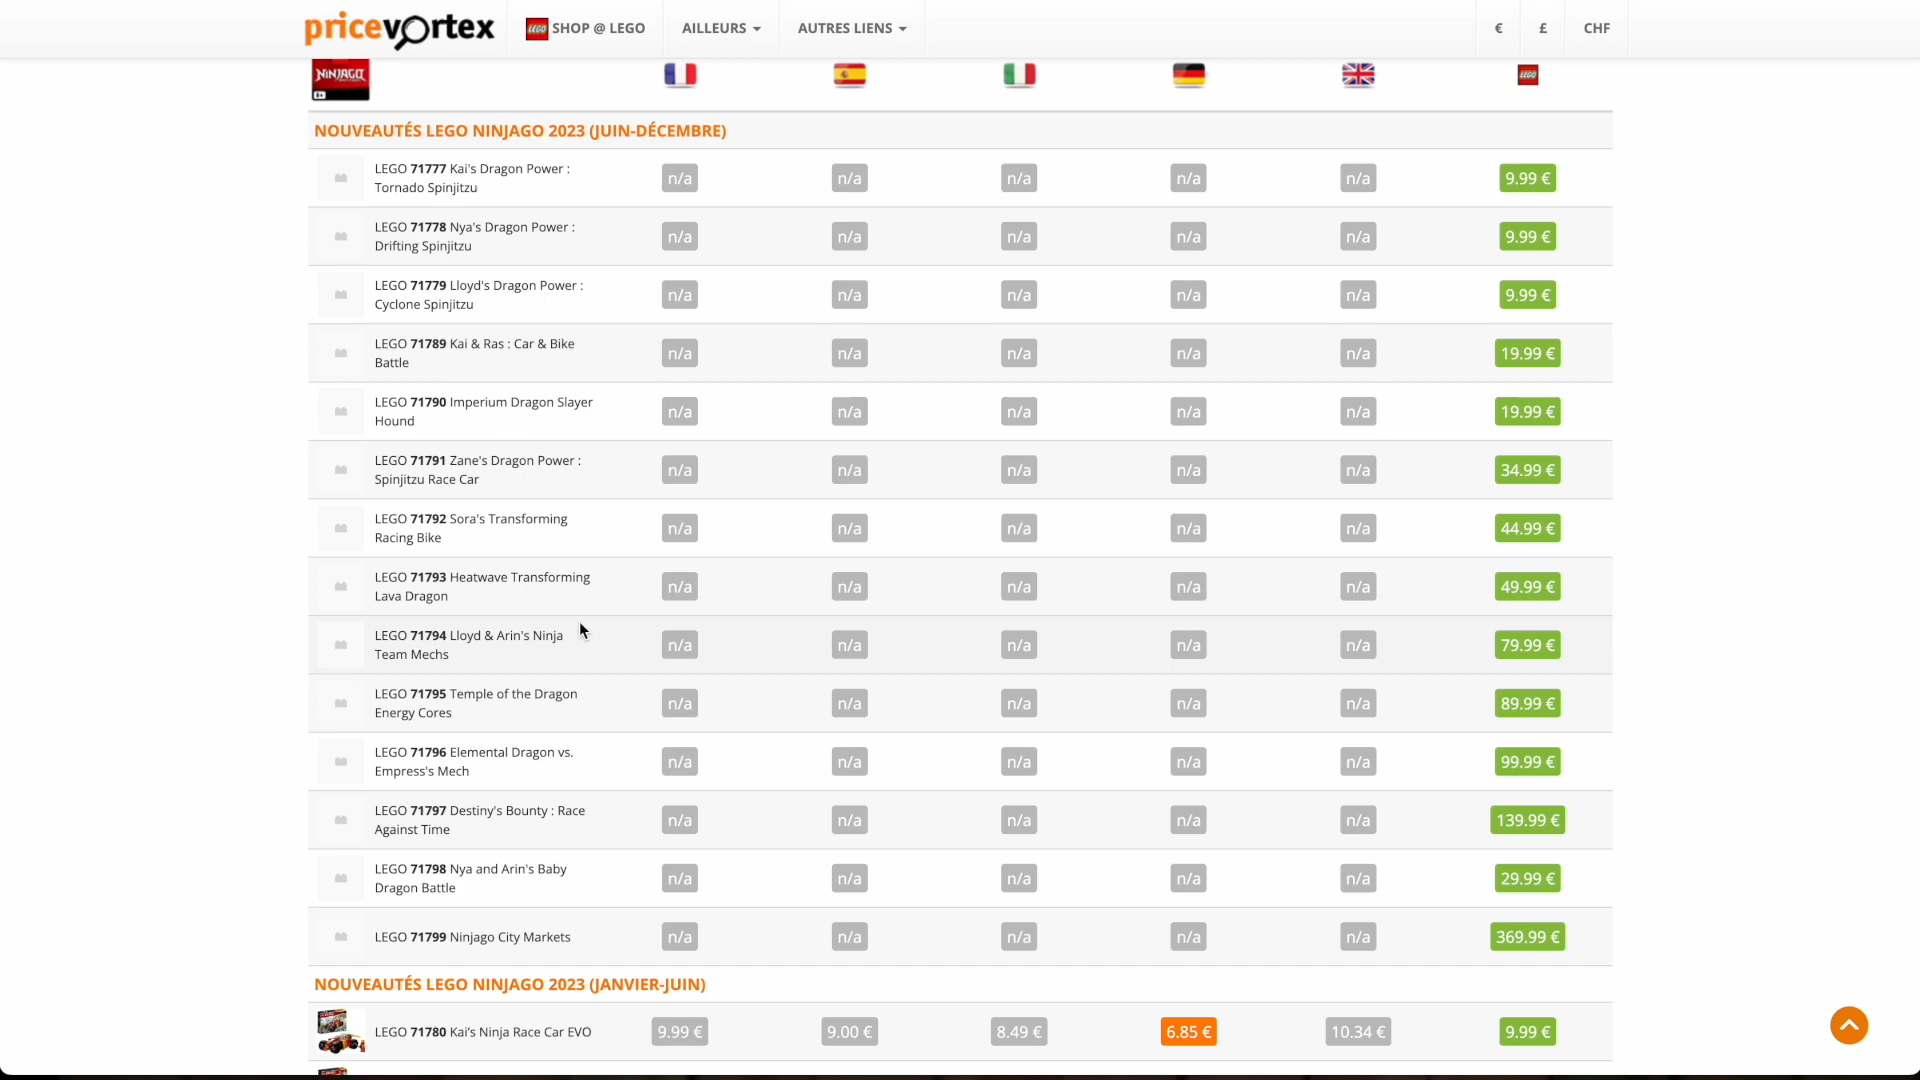 pricevortex
LEGO SHOP @ LEGO
AILLEURS
AUTRES LIENS
€
£
CHF
NINJAGO
8+
LEGO
NOUVEAUTÉS LEGO NINJAGO 2023 (JUIN-DÉCEMBRE)
LEGO 71777 Kai's Dragon Power :
Tornado Spinjitzu
n/a n/a n/a n/a n/a 9.99 €
LEGO 71778 Nya's Dragon Power :
Drifting Spinjitzu
n/a n/a n/a n/a n/a 9.99 €
LEGO 71779 Lloyd's Dragon Power :
Cyclone Spinjitzu
n/a n/a n/a n/a n/a 9.99 €
LEGO 71789 Kai & Ras : Car & Bike
Battle
n/a n/a n/a n/a n/a 19.99 €
LEGO 71790 Imperium Dragon Slayer
Hound
n/a n/a n/a n/a n/a 19.99 €
LEGO 71791 Zane's Dragon Power :
Spinjitzu Race Car
n/a n/a n/a n/a n/a 34.99 €
LEGO 71792 Sora's Transforming
Racing Bike
n/a n/a n/a n/a n/a 44.99 €
LEGO 71793 Heatwave Transforming
Lava Dragon
n/a n/a n/a n/a n/a 49.99 €
LEGO 71794 Lloyd & Arin's Ninja
Team Mechs
n/a n/a n/a n/a n/a 79.99 €
LEGO 71795 Temple of the Dragon
Energy Cores
n/a n/a n/a n/a n/a 89.99 €
LEGO 71796 Elemental Dragon vs.
Empress's Mech
n/a n/a n/a n/a n/a 99.99 €
LEGO 71797 Destiny's Bounty : Race
Against Time
n/a n/a n/a n/a n/a 139.99 €
LEGO 71798 Nya and Arin's Baby
Dragon Battle
n/a n/a n/a n/a n/a 29.99 €
LEGO 71799 Ninjago City Markets
n/a n/a n/a n/a n/a 369.99 €
NOUVEAUTÉS LEGO NINJAGO 2023 (JANVIER-JUIN)
LEGO 71780 Kai's Ninja Race Car EVO
9.99 € 9.00 € 8.49 € 6.85 € 10.34 € 9.99 €